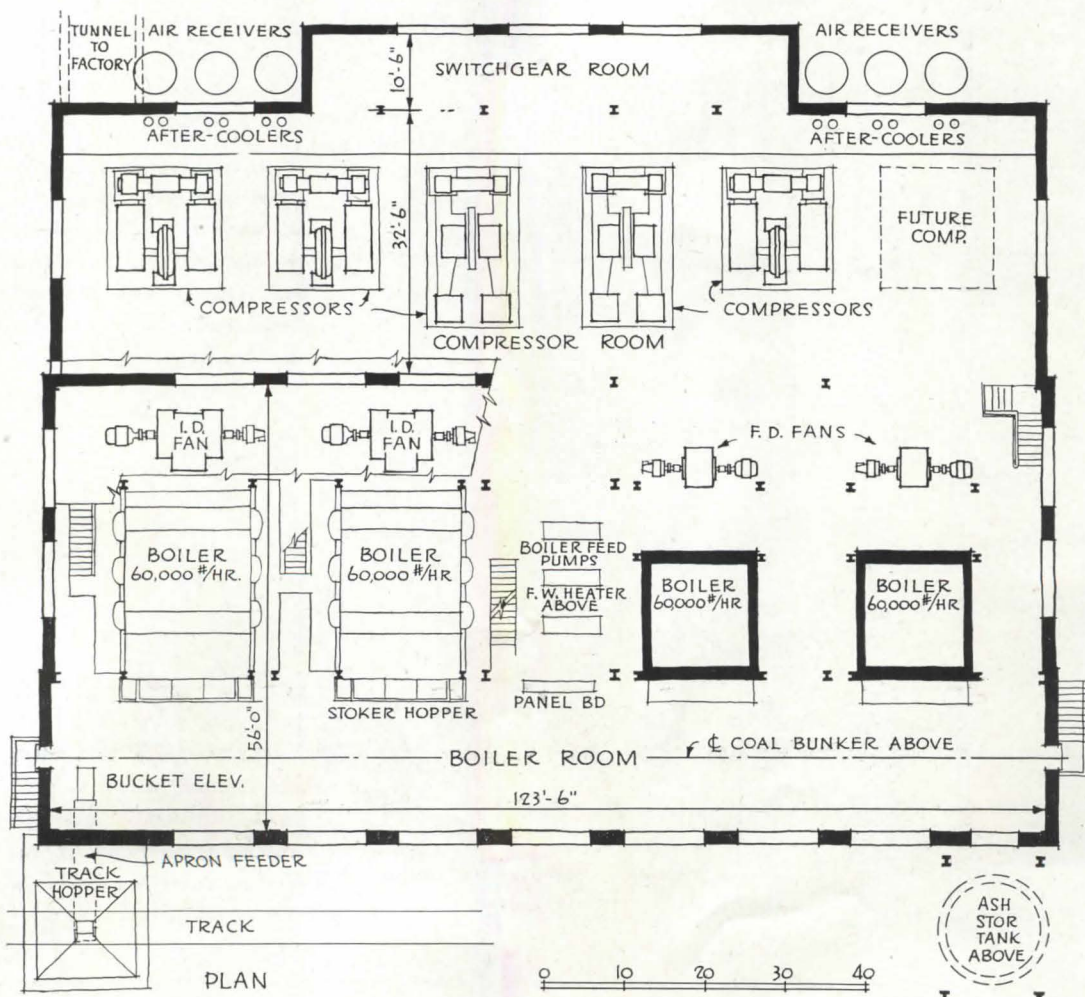 TUNNEL
TO
FACTORY
AIR RECEIVERS
AIR RECEIVERS
10'-6"
SWITCHGEAR ROOM
AFTER-COOLERS
AFTER-COOLERS
32'-6"
FUTURE
COMP.
COMPRESSORS
COMPRESSORS
COMPRESSOR ROOM
I.D.
FAN
I.D.
FAN
F.D. FANS
BOILER
60,000 #/HR.
BOILER
60,000 #/HR
BOILER FEED
PUMPS
F.W. HEATER
ABOVE
BOILER
60,000 #/HR
BOILER
60,000 #/HR
STOKER HOPPER
PANEL BD
56'-0"
BOILER ROOM
℄ COAL BUNKER ABOVE
BUCKET ELEV.
123'-6"
APRON FEEDER
TRACK
HOPPER
TRACK
ASH
STOR
TANK
ABOVE
PLAN
0 10 20 30 40